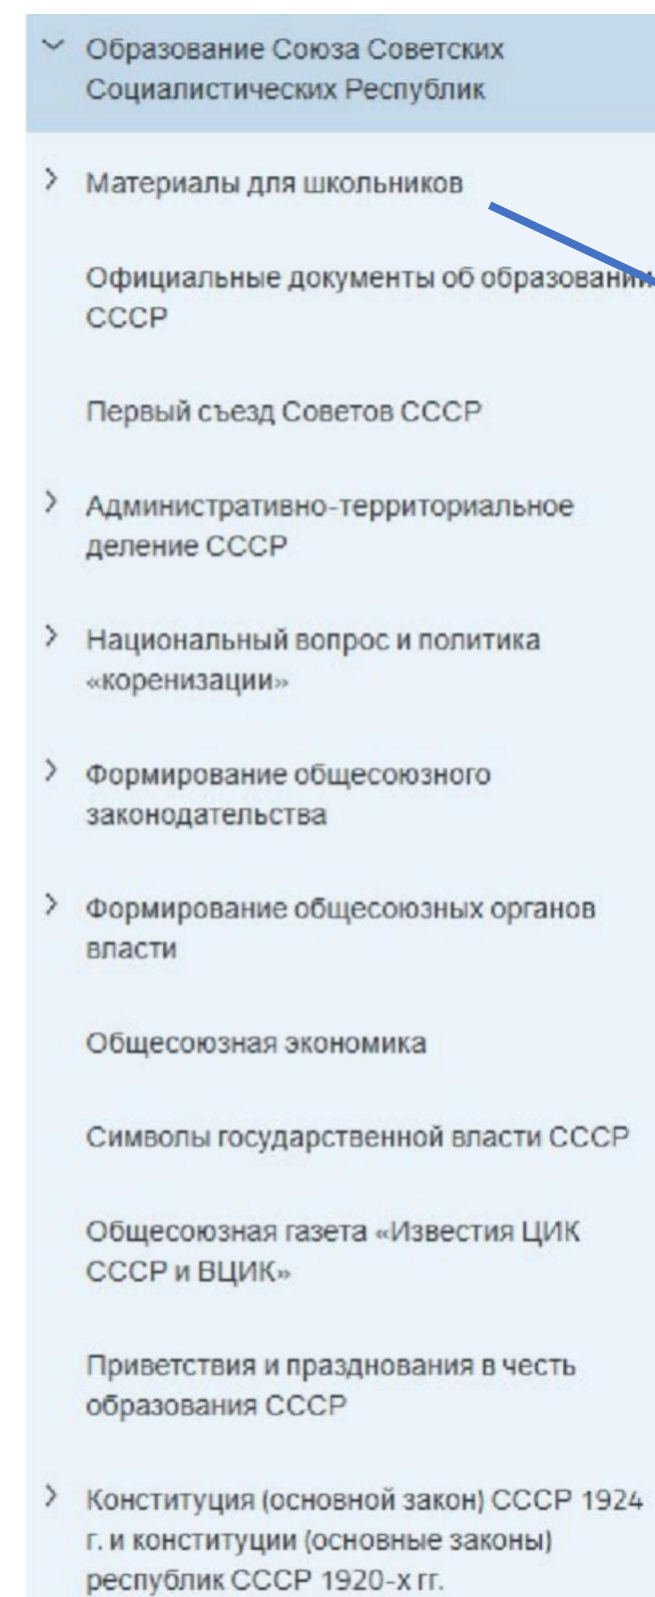 Образование Союза Советских
Социалистических Республик
Материалы для школьников
Официальные документы об образовании
СССР
Первый съезд Советов СССР
Административно-территориальное
деление СССР
Национальный вопрос и политика
«коренизации»
Формирование общесоюзного
законодательства
Формирование общесоюзных органов
власти
Общесоюзная экономика
Символы государственной власти СССР
Общесоюзная газета «Известия ЦИК
СССР и ВЦИК»
Приветствия и празднования в честь
образования СССР
Конституция (основной закон) СССР 1924
г. и конституции (основные законы)
республик СССР 1920-х гг.